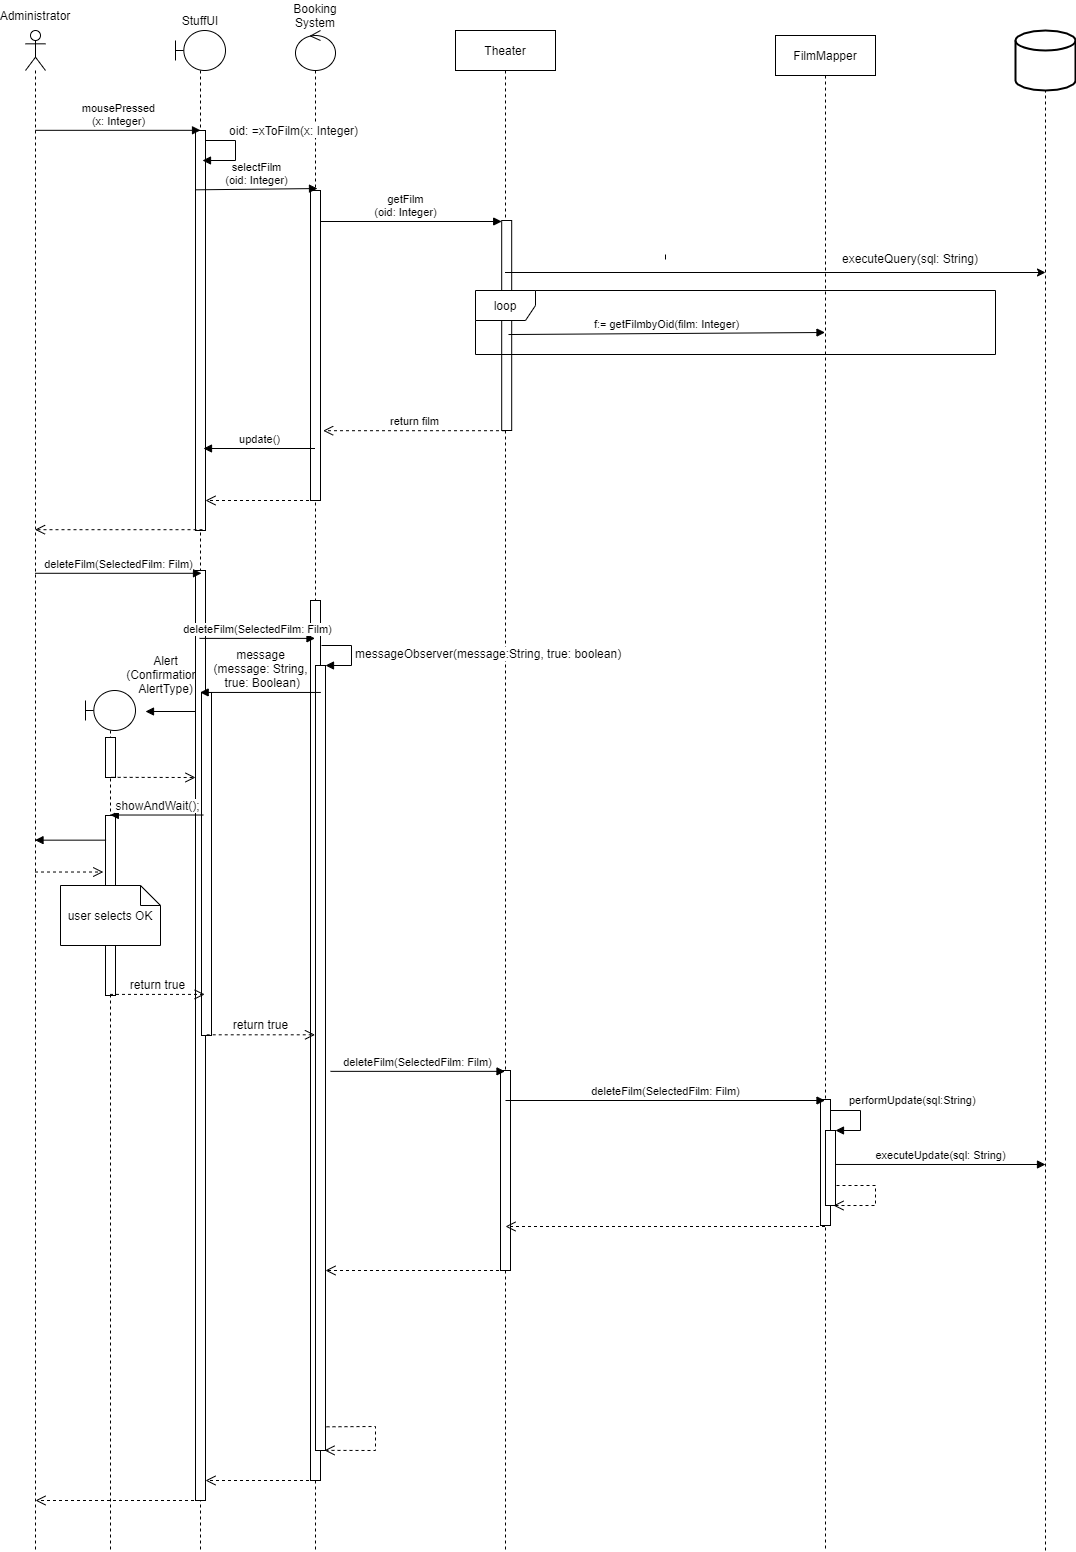 Administrator
StuffUI
Booking
System
Theater
FilmMapper
mousePressed
(x: Integer)
oid: =xToFilm(x: Integer)
selectFilm
(oid: Integer)
getFilm
(oid: Integer)
executeQuery(sql: String)
loop
f:= getFilmbyOid(film: Integer)
return film
update()
deleteFilm(SelectedFilm: Film)
deleteFilm(SelectedFilm: Film)
messageObserver(message:String, true: boolean)
message
(message: String,
true: Boolean)
Alert
(Confirmation
AlertType)
showAndWait();
user selects OK
return true
return true
deleteFilm(SelectedFilm: Film)
deleteFilm(SelectedFilm: Film)
performUpdate(sql:String)
executeUpdate(sql: String)